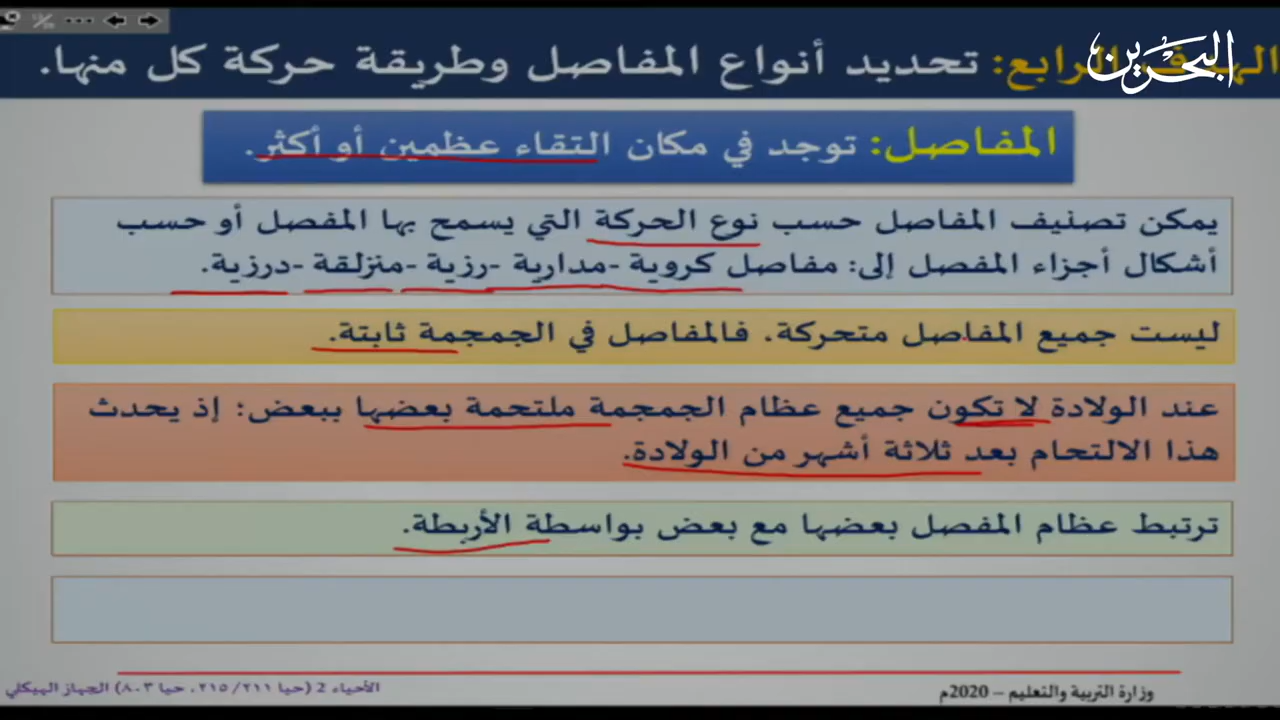 الهدف الرابع: تحديد أنواع المفاصل وطريقة حركة كل منها.
البحرين
المفاصل: توجد في مكان التقاء عظمين أو أكثر.
يمكن تصنيف المفاصل حسب نوع الحركة التي يسمح بها المفصل أو حسب
أشكال أجزاء المفصل إلى: مفاصل كروية -مدارية -رزية -منزلقة -درزية.
ليست جميع المفاصل متحركة. فالمفاصل في الجمجمة ثابتة.
عند الولادة لا تكون جميع عظام الجمجمة ملتحمة بعضها ببعض: إذ يحدث
هذا الالتحام بعد ثلاثة أشهر من الولادة.
ترتبط عظام المفصل بعضها مع بعض بواسطة الأربطة.
وزارة التربية والتعليم – 2020م
الأحياء 2 (حيا ٢١١/ ٢١٥، حيا ٨٠٣) الجهاز الهيكلي